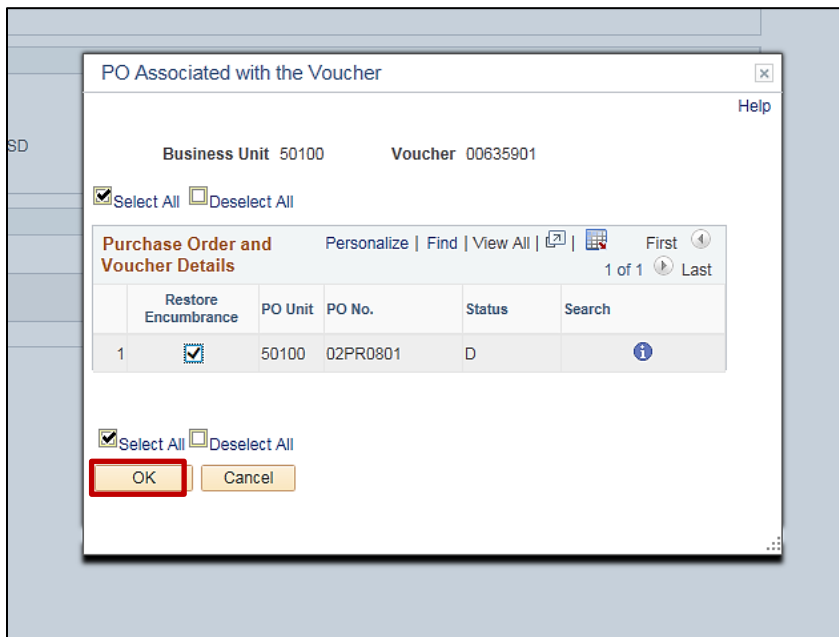 PO Associated with the Voucher
Help
SD
Business Unit 50100 Voucher 00635901
Select All Deselect All
Purchase Order and Voucher Details
Personalize | Find | View All | | First
1 of 1 Last
Restore Encumbrance PO Unit PO No. Status Search
1 50100 02PR0801 D
Select All Deselect All
OK Cancel